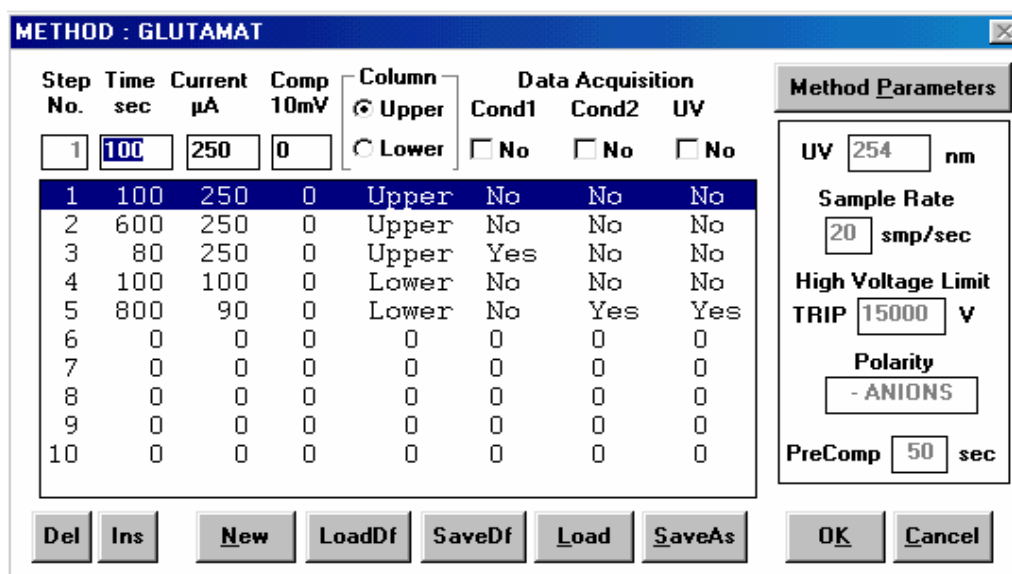 METHOD : GLUTAMAT
Step Time Current Comp Column Data Acquisition
No. sec µA 10mV Upper Cond1 Cond2 UV
1 100 250 0 Lower No No No
1 100 250 0 Upper No No No
2 600 250 0 Upper No No No
3 80 250 0 Upper Yes No No
4 100 100 0 Lower No No No
5 800 90 0 Lower No Yes Yes
6 0 0 0 0 0 0 0
7 0 0 0 0 0 0 0
8 0 0 0 0 0 0 0
9 0 0 0 0 0 0 0
10 0 0 0 0 0 0 0
Del Ins New LoadDf SaveDf Load SaveAs
Method Parameters
UV 254 nm
Sample Rate
20 smp/sec
High Voltage Limit
TRIP 15000 V
Polarity
- ANIONS
PreComp 50 sec
OK Cancel